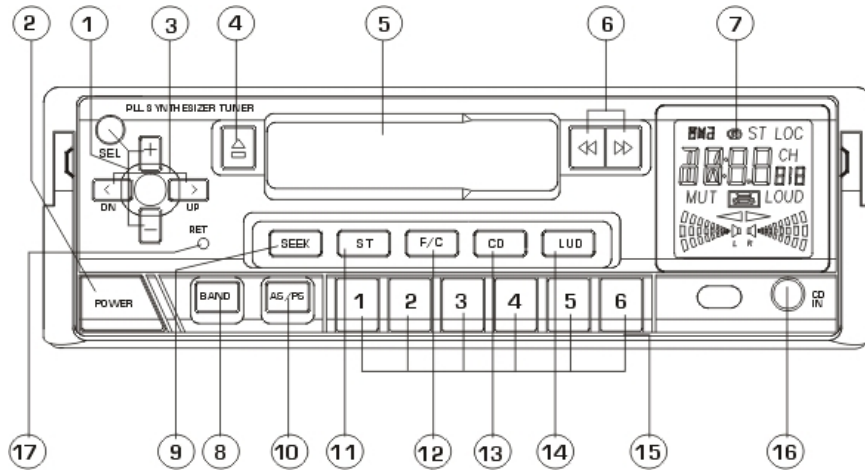 2 1 3 4 5 6 7
PLL SYNTHESIZER TUNER
SEL
+
ST LOC
CH
< >
DN UP
−
MUT LOUD
L R
RET
SEEK ST F/C CD LUD
POWER BAND AS/PS 1 2 3 4 5 6 CD IN
17 9 8 10 11 12 13 14 15 16